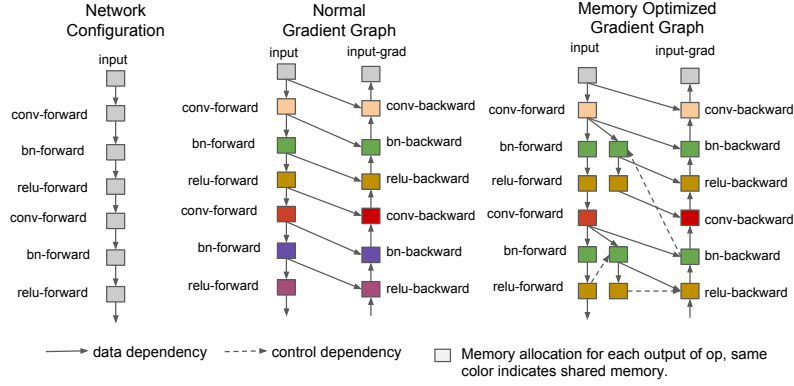 Network
Configuration
input
conv-forward
bn-forward
relu-forward
conv-forward
bn-forward
relu-forward
Normal
Gradient Graph
input input-grad
conv-forward conv-backward
bn-forward bn-backward
relu-forward relu-backward
conv-forward conv-backward
bn-forward bn-backward
relu-forward relu-backward
Memory Optimized
Gradient Graph
input input-grad
conv-forward conv-backward
bn-forward bn-backward
relu-forward relu-backward
conv-forward conv-backward
bn-forward bn-backward
relu-forward relu-backward
data dependency
control dependency
Memory allocation for each output of op, same
color indicates shared memory.